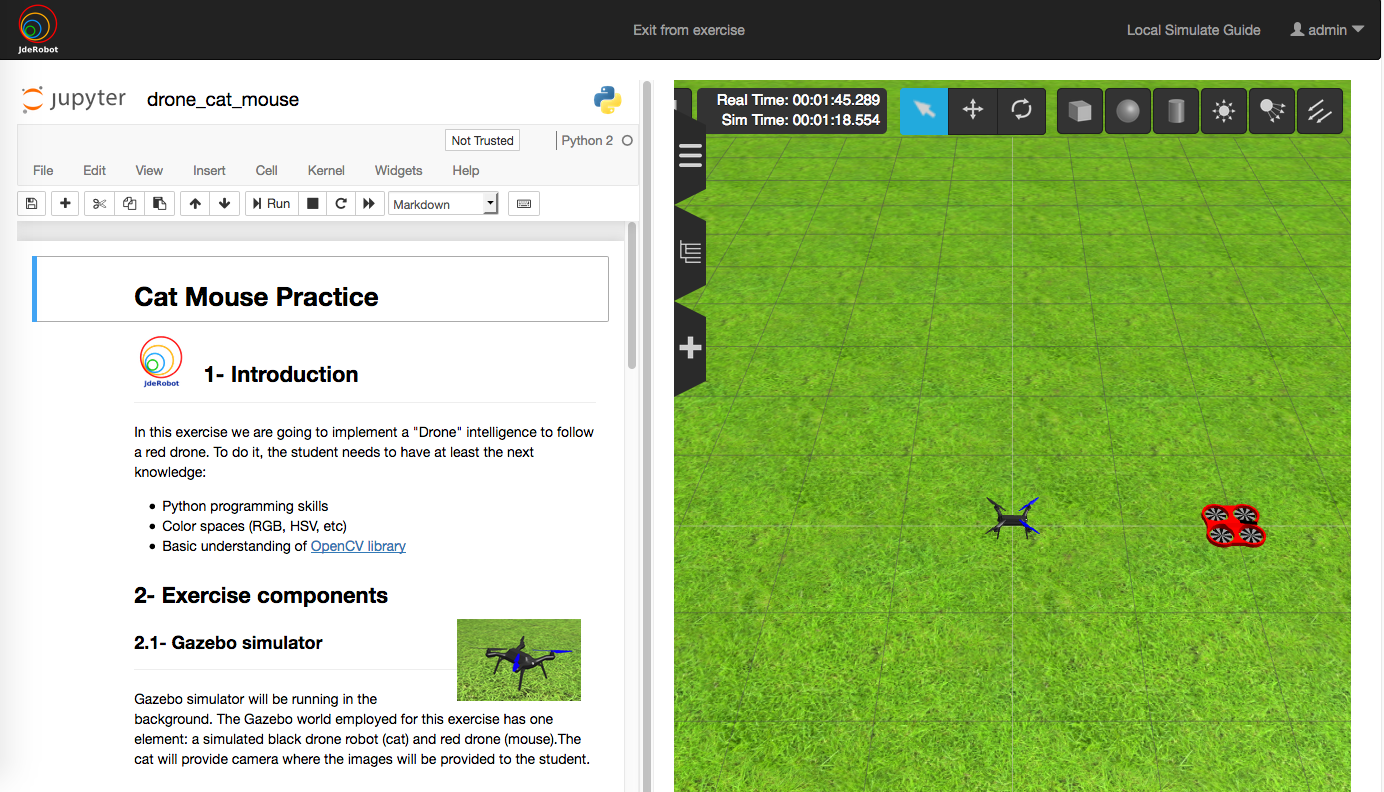 JdeRobot
Exit from exercise
Local Simulate Guide
admin
jupyter
drone_cat_mouse
Not Trusted
Python 2
File Edit View Insert Cell Kernel Widgets Help
Run
Markdown
Cat Mouse Practice
JdeRobot
1- Introduction
In this exercise we are going to implement a "Drone" intelligence to follow
a red drone. To do it, the student needs to have at least the next
knowledge:
Python programming skills
Color spaces (RGB, HSV, etc)
Basic understanding of OpenCV library
2- Exercise components
2.1- Gazebo simulator
Gazebo simulator will be running in the
background. The Gazebo world employed for this exercise has one
element: a simulated black drone robot (cat) and red drone (mouse).The
cat will provide camera where the images will be provided to the student.
Real Time: 00:01:45.289
Sim Time: 00:01:18.554